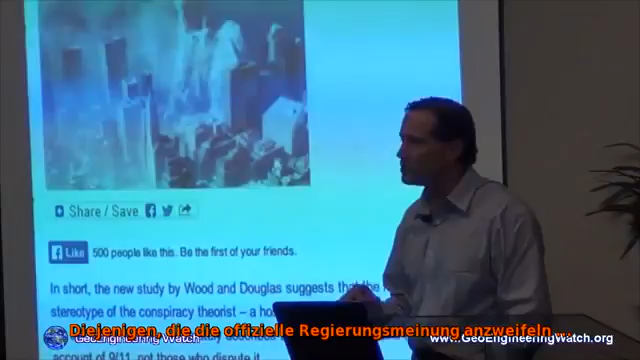 Share / Save
Like 500 people like this. Be the first of your friends.
In short, the new study by Wood and Douglas suggests that the
stereotype of the conspiracy theorist – a ho
Diejenigen, die die offizielle Regierungsmeinung anzweifeln ...
GeoEngineering Watch
www.GeoEngineeringWatch.org
account of 9/11, not those who dispute it